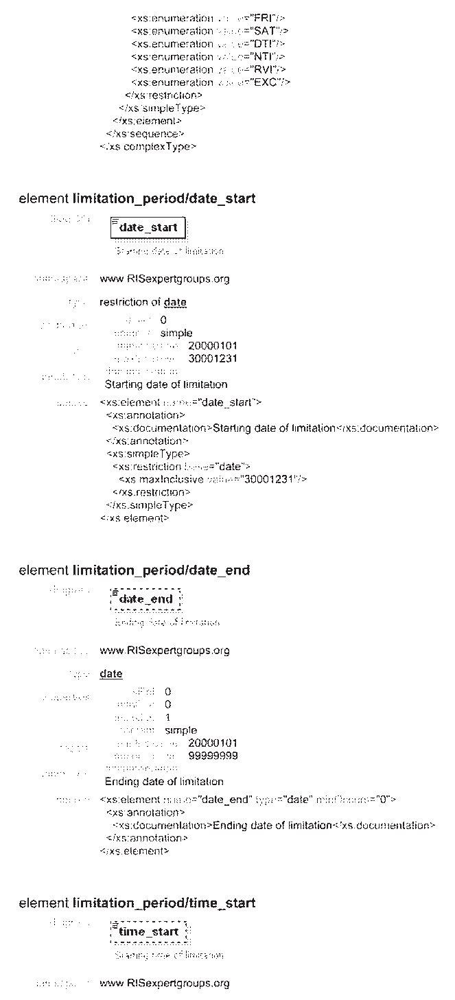 <xs:enumeration value="FRI"/>
<xs:enumeration value="SAT"/>
<xs:enumeration value="DTI"/>
<xs:enumeration value="NTI"/>
<xs:enumeration value="RVI"/>
<xs:enumeration value="EXC"/>
</xs:restriction>
</xs:simpleType>
</xs:element>
</xs:sequence>
</xs:complexType>
element limitation_period/date_start
diagram
date_start
Starting date of limitation
namespace www.RISexpertgroups.org
type restriction of date
properties
isRef 0
content simple
20000101
30001231
annotation
documentation
Starting date of limitation
source <xs:element name="date_start">
<xs:annotation>
<xs:documentation>Starting date of limitation</xs:documentation>
</xs:annotation>
<xs:simpleType>
<xs:restriction base="date">
<xs:maxInclusive value="30001231"/>
</xs:restriction>
</xs:simpleType>
</xs:element>
element limitation_period/date_end
diagram
date_end
Ending date of limitation
namespace www.RISexpertgroups.org
type date
properties
isRef 0
minOcc 0
maxOcc 1
content simple
facets
20000101
99999999
annotation
documentation
Ending date of limitation
source <xs:element name="date_end" type="date" minOccurs="0">
<xs:annotation>
<xs:documentation>Ending date of limitation</xs:documentation>
</xs:annotation>
</xs:element>
element limitation_period/time_start
diagram
time_start
Starting time of limitation
namespace www.RISexpertgroups.org